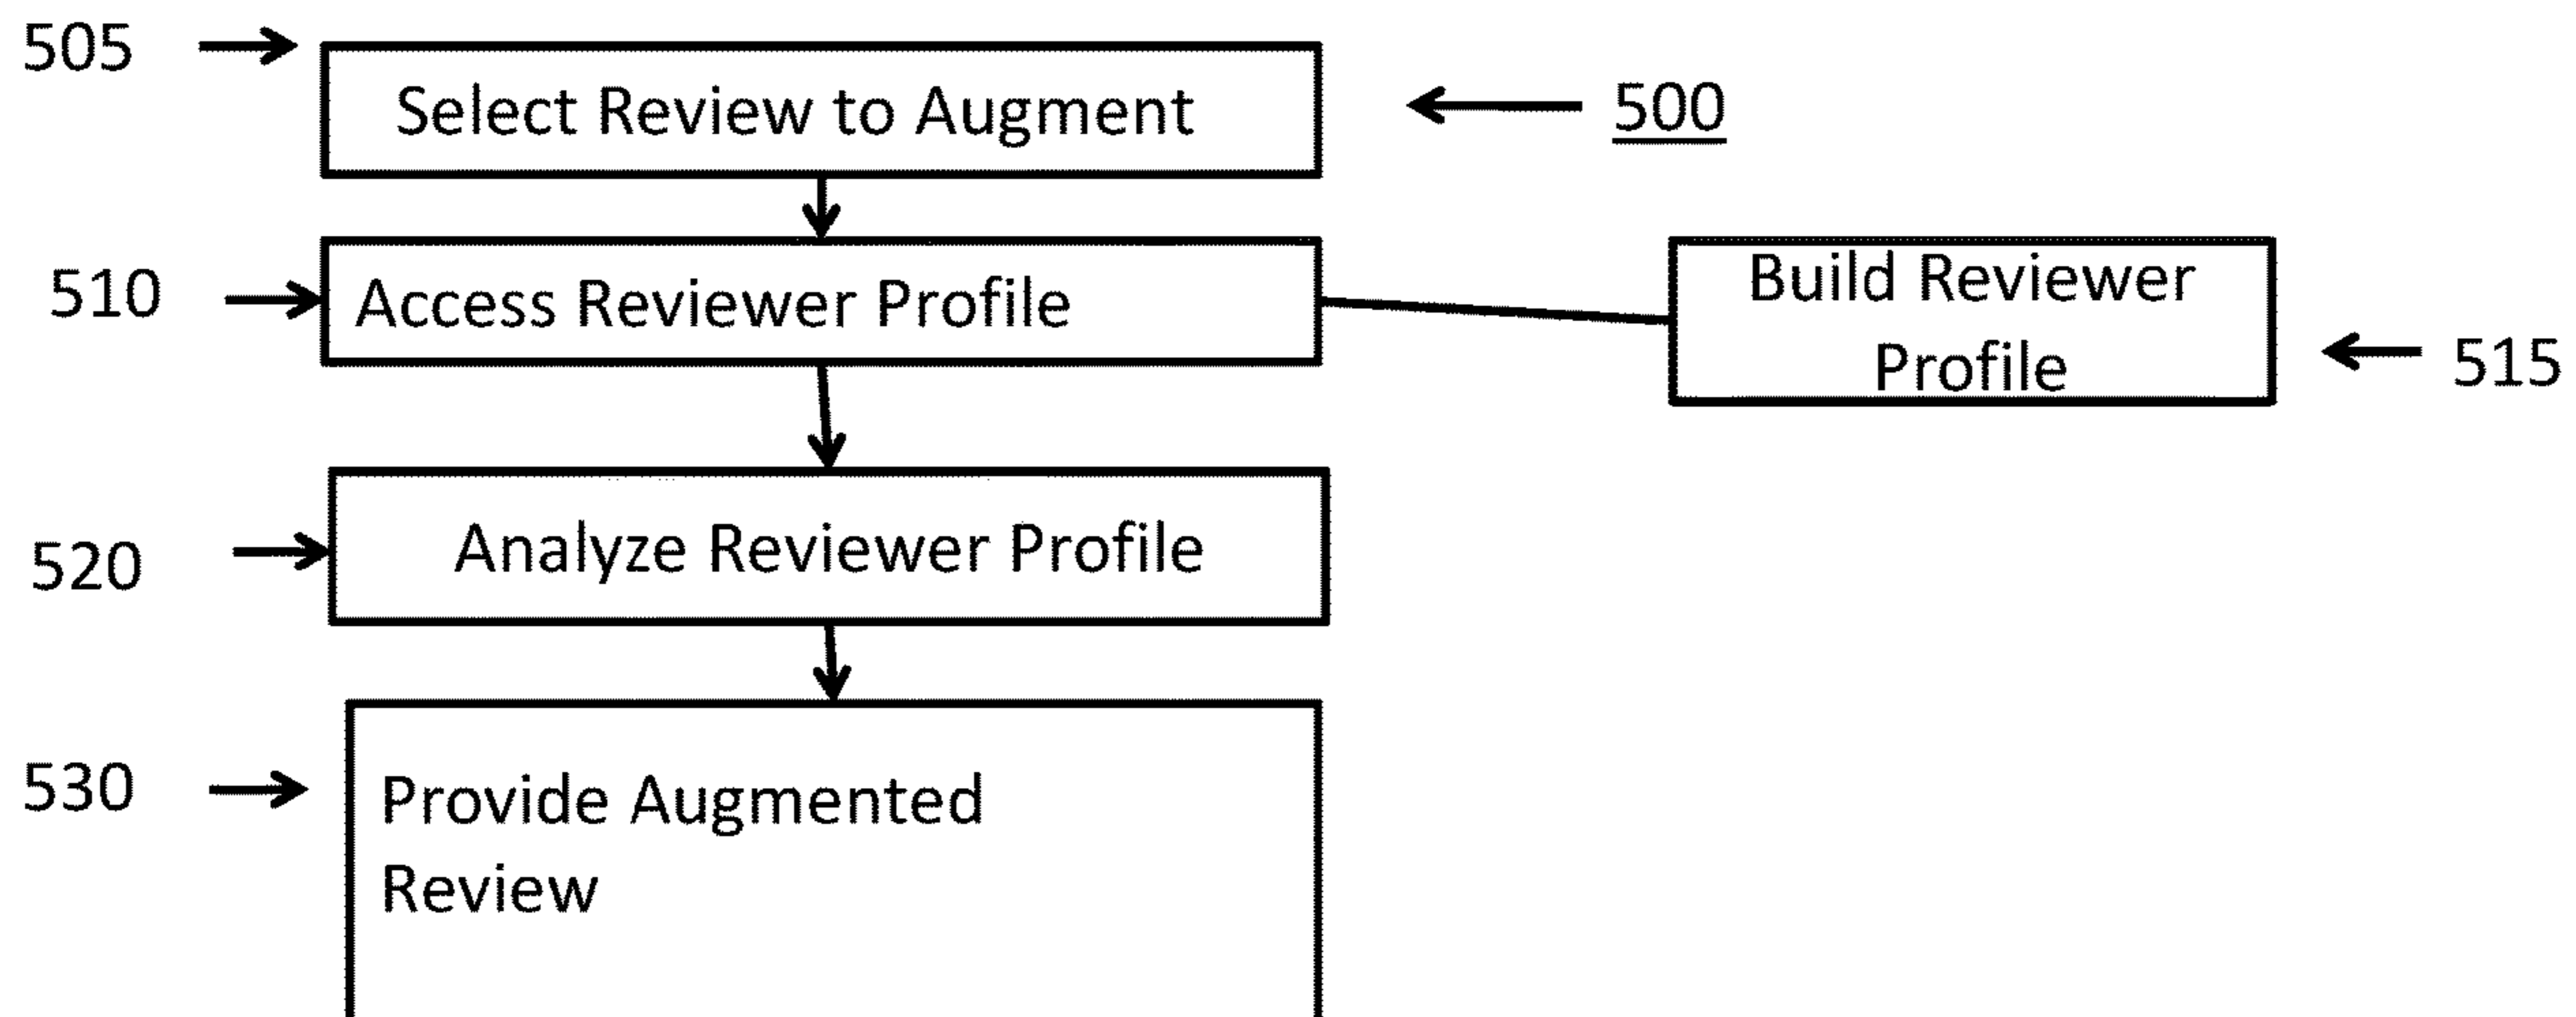 505
Select Review to Augment
500
510
Access Reviewer Profile
Build Reviewer
Profile
515
520
Analyze Reviewer Profile
530
Provide Augmented
Review